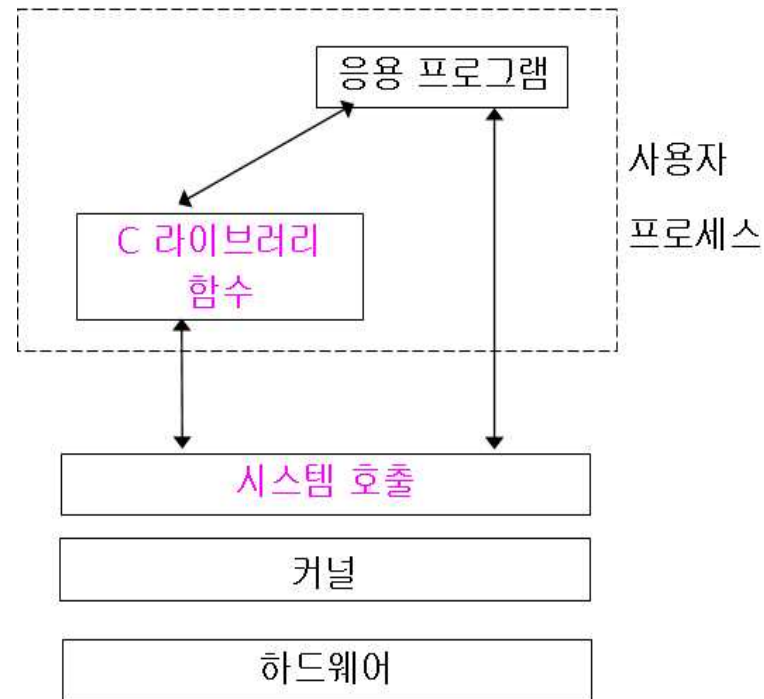 응용 프로그램
사용자
프로세스
C 라이브러리
함수
시스템 호출
커널
하드웨어